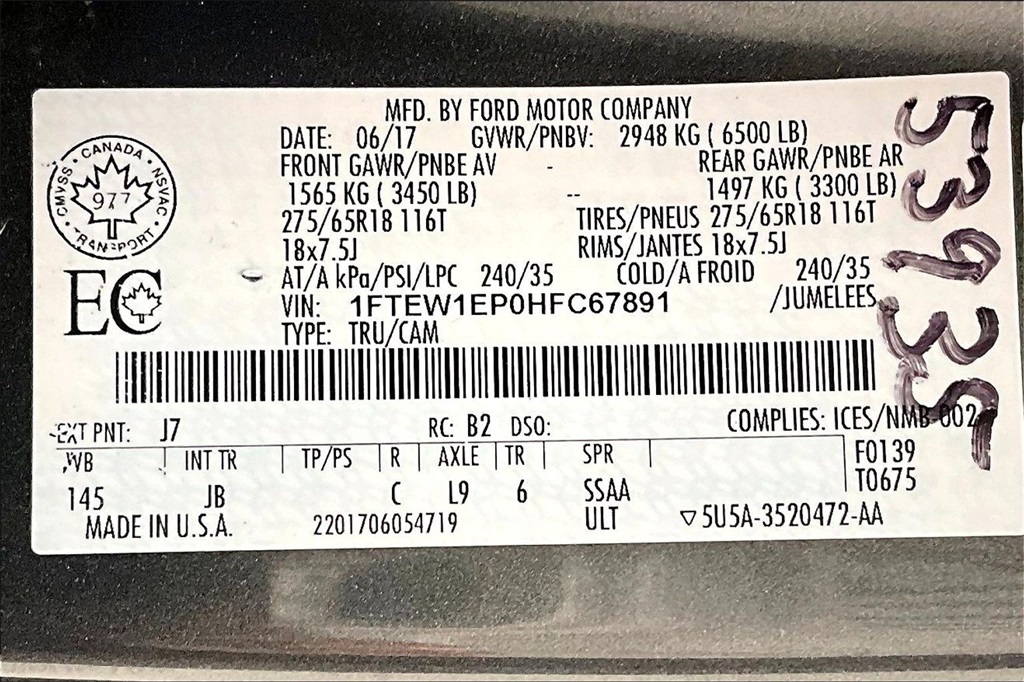 MFD. BY FORD MOTOR COMPANY
DATE: 06/17 GVWR/PNBV: 2948 KG ( 6500 LB)
FRONT GAWR/PNBE AV - REAR GAWR/PNBE AR
1565 KG ( 3450 LB) -- 1497 KG ( 3300 LB)
275/65R18 116T TIRES/PNEUS 275/65R18 116T
18x7.5J RIMS/JANTES 18x7.5J
AT/A kPa/PSI/LPC 240/35 COLD/A FROID 240/35
VIN: 1FTEW1EP0HFC67891 /JUMELEES
TYPE: TRU/CAM
CANADA
CMVSS · NSVAC
977
TRANSPORT
EC
EXT PNT: J7 RC: B2 DSO: COMPLIES: ICES/NMB-002
WB INT TR TP/PS R AXLE TR SPR F0139
145 JB C L9 6 SSAA T0675
MADE IN U.S.A. 2201706054719 ULT ▽5U5A-3520472-AA